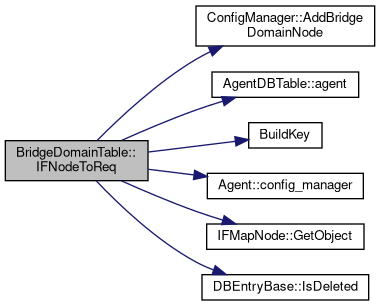 ConfigManager::AddBridge
DomainNode
AgentDBTable::agent
BridgeDomainTable::
IFNodeToReq
BuildKey
Agent::config_manager
IFMapNode::GetObject
DBEntryBase::IsDeleted